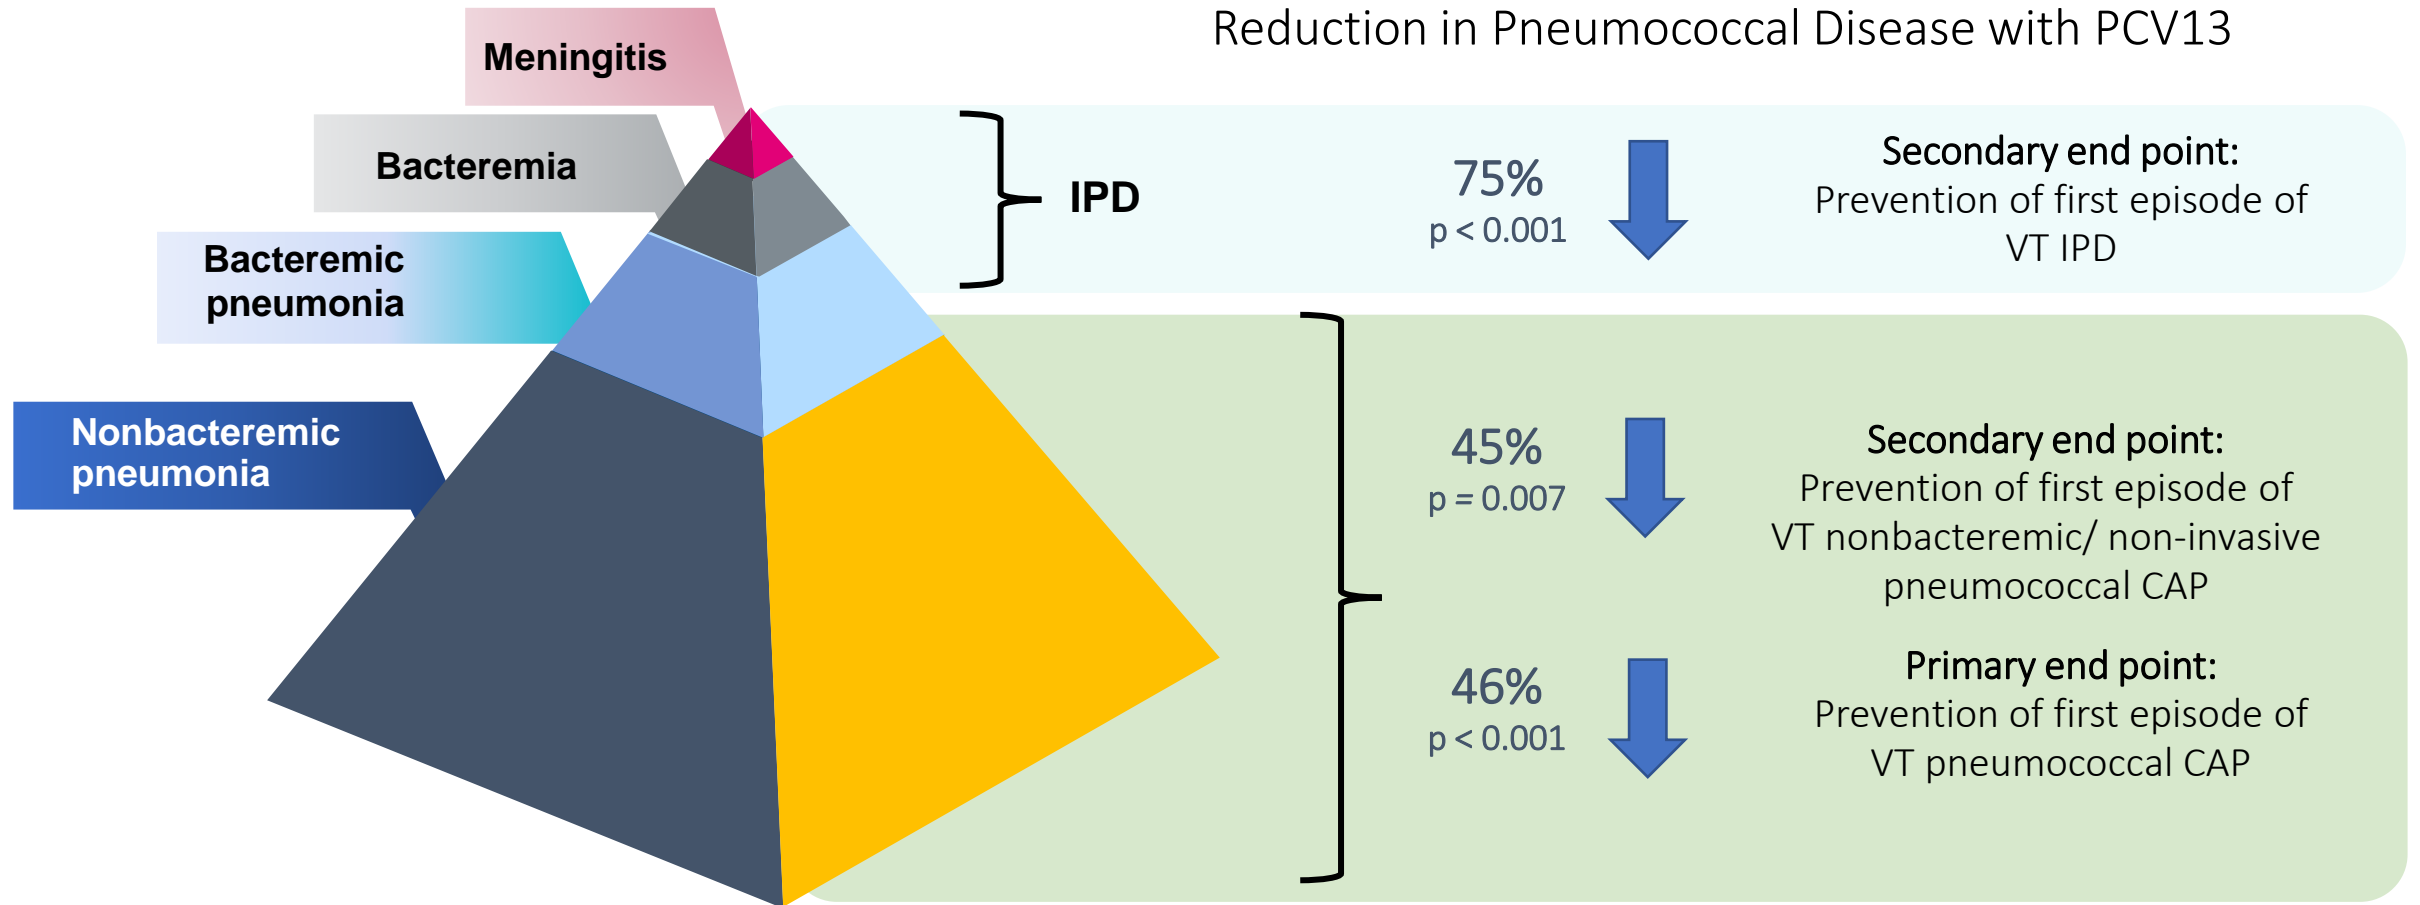 Reduction in Pneumococcal Disease with PCV13
Meningitis
Bacteremia
Bacteremic
pneumonia
Nonbacteremic
pneumonia
IPD
75%
p < 0.001
Secondary end point:
Prevention of first episode of
VT IPD
45%
p = 0.007
Secondary end point:
Prevention of first episode of
VT nonbacteremic/ non-invasive
pneumococcal CAP
46%
p < 0.001
Primary end point:
Prevention of first episode of
VT pneumococcal CAP